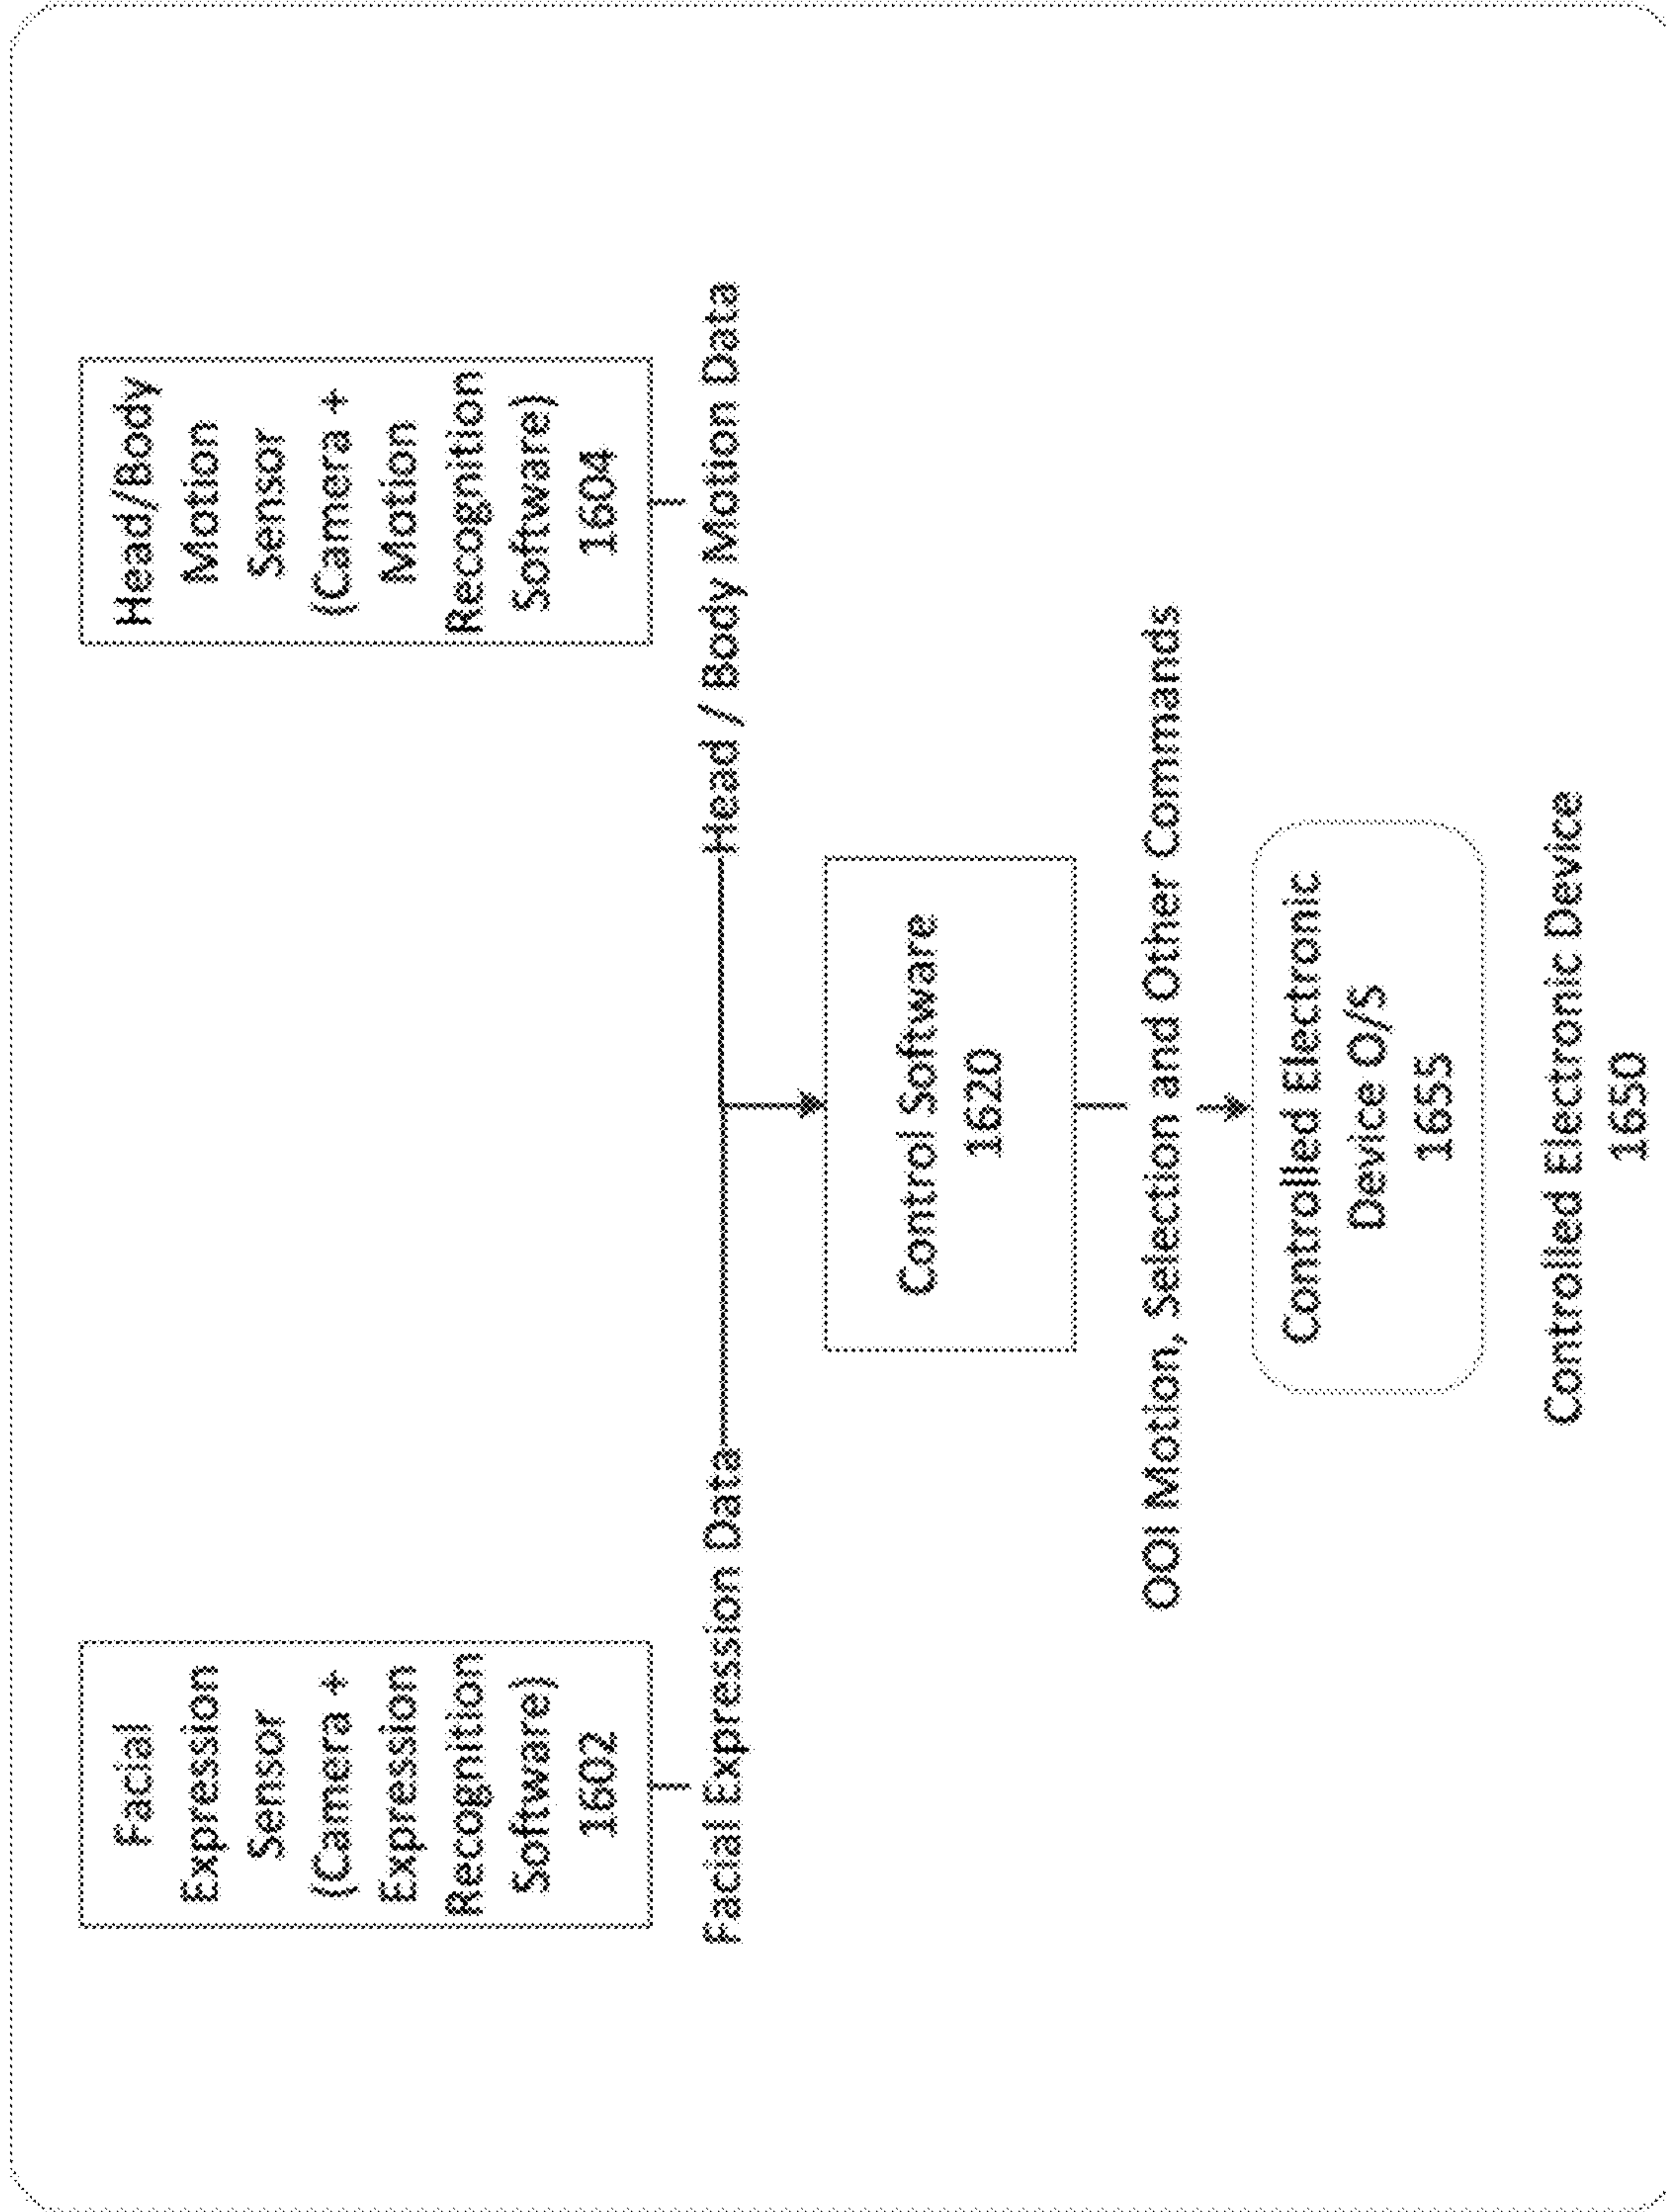 Facial
Expression
Sensor
(Camera +
Expression
Recognition
Software)
1602
Head/Body
Motion
Sensor
(Camera +
Motion
Recognition
Software)
1604
Facial Expression Data
Head / Body Motion Data
Control Software
1620
OOI Motion, Selection and Other Commands
Controlled Electronic
Device O/S
1655
Controlled Electronic Device
1650